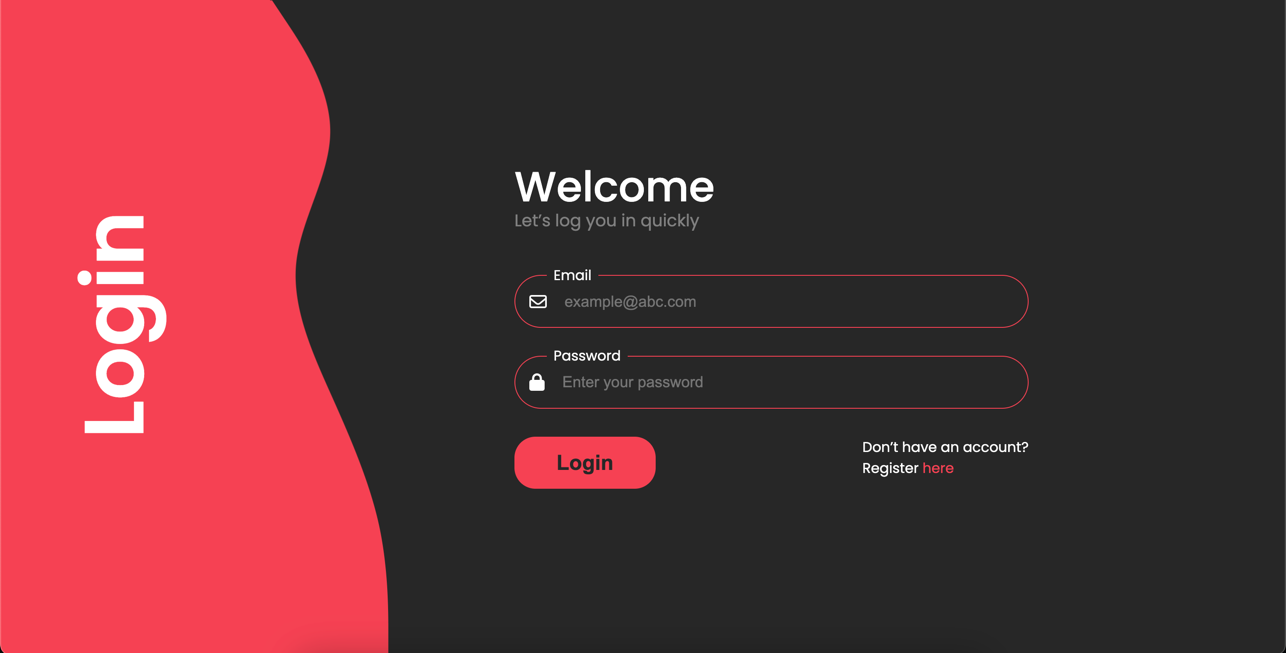 Login
Welcome
Let's log you in quickly
Email
example@abc.com
Password
Enter your password
Login
Don't have an account?
Register here